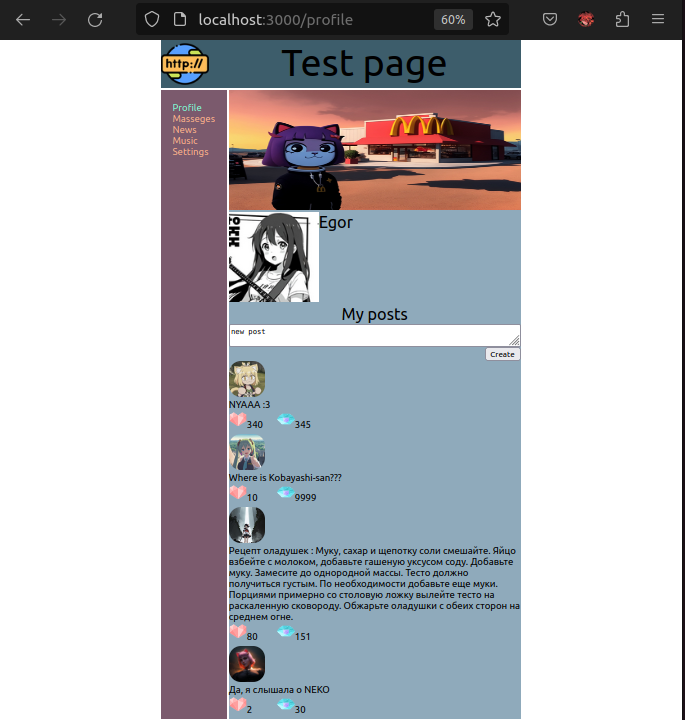 localhost:3000/profile
60%
http://
Test page
Profile
Masseges
News
Music
Settings
Egor
My posts
new post
Create
NYAAA :3
340 345
Where is Kobayashi-san???
10 9999
Рецепт оладушек : Муку, сахар и щепотку соли смешайте. Яйцо
взбейте с молоком, добавьте гашеную уксусом соду. Добавьте
муку. Замесите до однородной массы. Тесто должно
получиться густым. По необходимости добавьте еще муки.
Порциями примерно со столовую ложку вылейте тесто на
раскаленную сковороду. Обжарьте оладушки с обеих сторон на
среднем огне.
80 151
Да, я слышала о NEKO
2 30